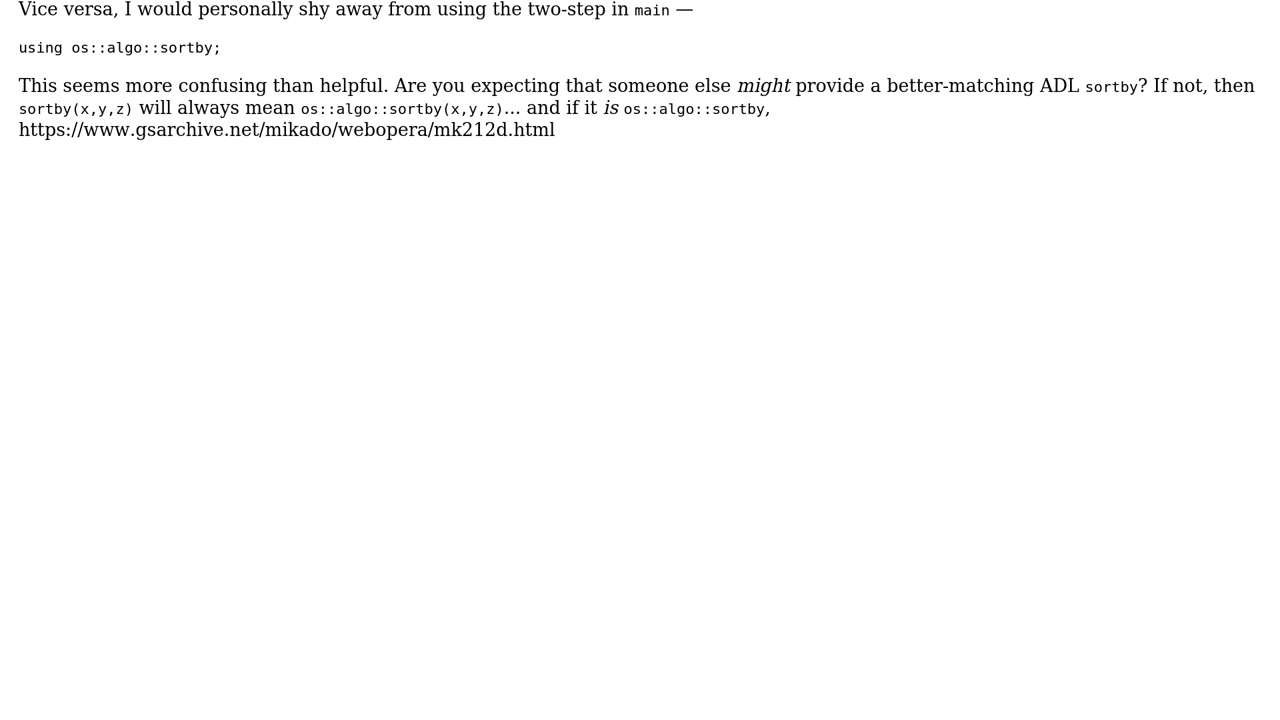 Vice versa, I would personally shy away from using the two-step in main —
using os::algo::sortby;
This seems more confusing than helpful. Are you expecting that someone else might provide a better-matching ADL sortby? If not, then
sortby(x,y,z) will always mean os::algo::sortby(x,y,z)... and if it is os::algo::sortby,
https://www.gsarchive.net/mikado/webopera/mk212d.html